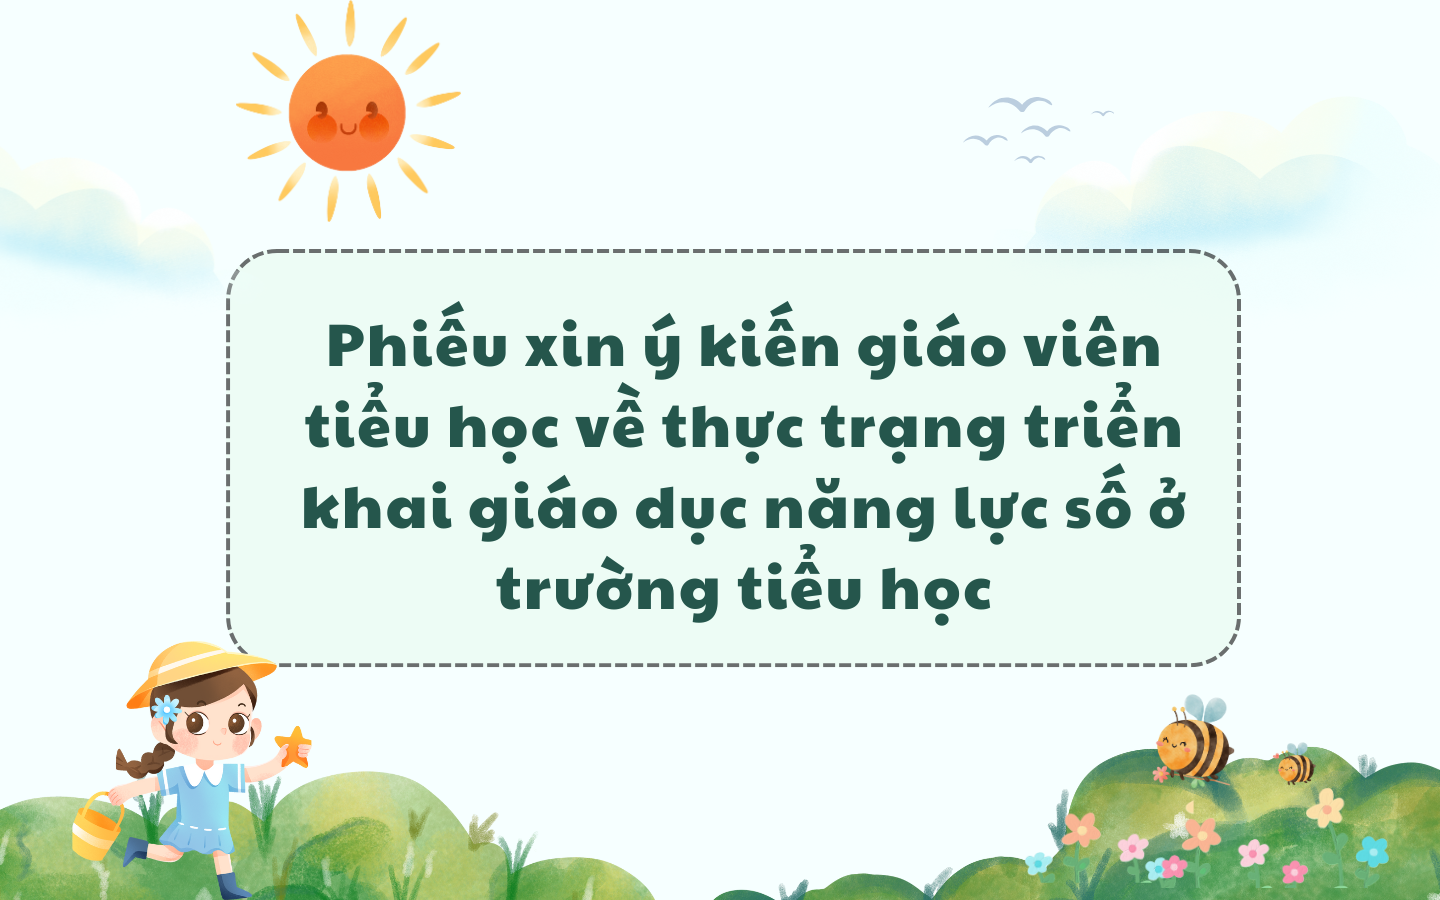 Phiếu xin ý kiến giáo viên
tiểu học về thực trạng triển
khai giáo dục năng lực số ở
trường tiểu học